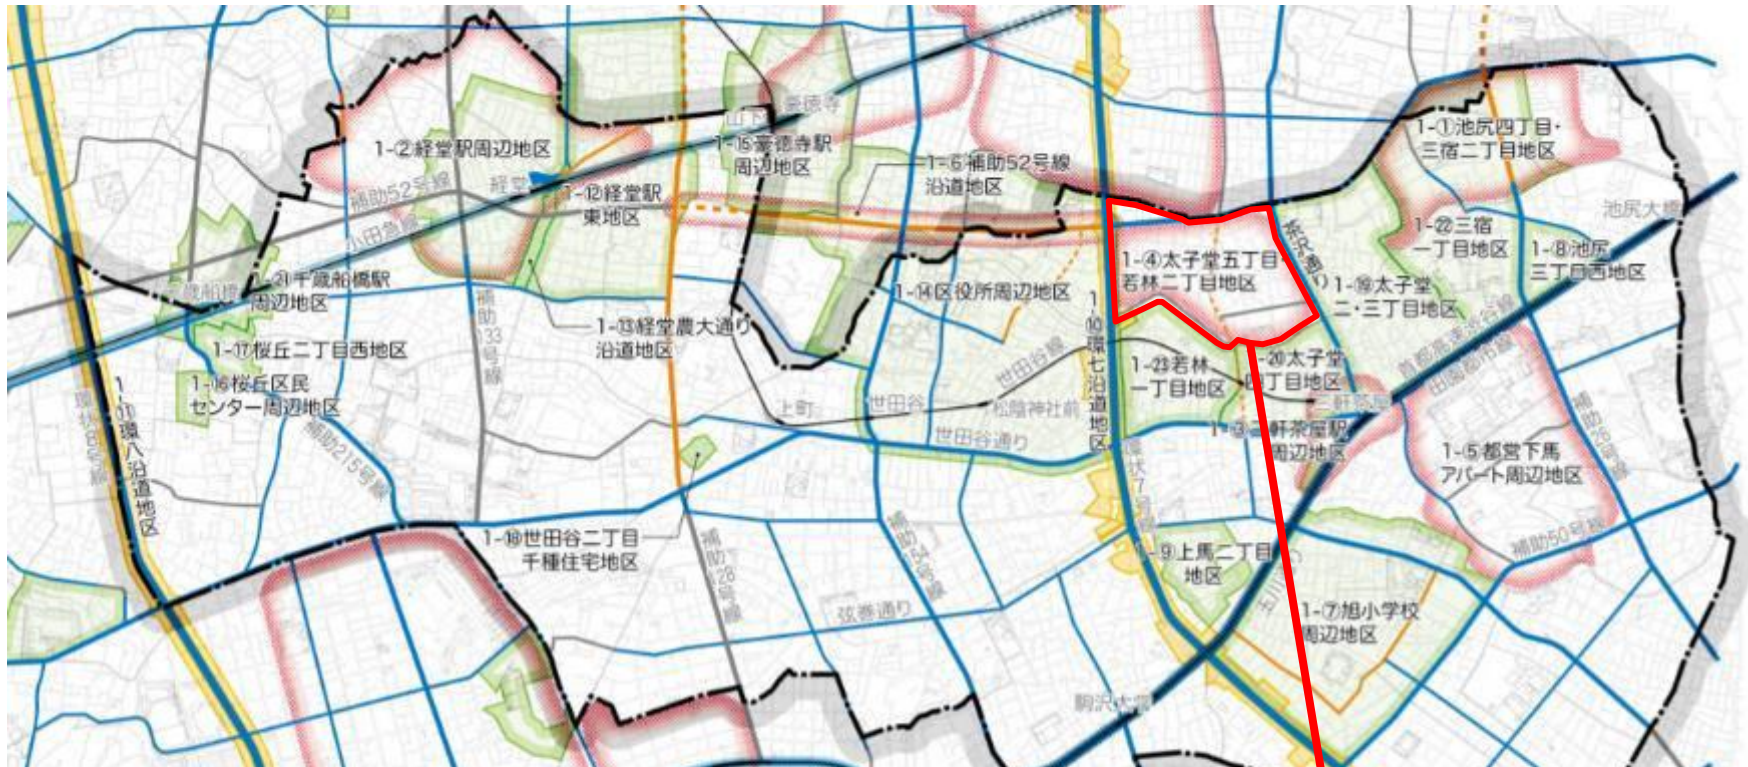 豪徳寺
山下
1-①池尻四丁目・
三宿二丁目地区
1-②経堂駅周辺地区
1-⑮豪徳寺駅
周辺地区
1-⑥補助52号線
沿道地区
経堂
補助52号線
1-⑫経堂駅
東地区
小田急線
池尻大橋
1-㉒三宿
一丁目地区
1-⑧池尻
三丁目西地区
茶沢通り
1-④太子堂五丁目・
若林二丁目地区
1-㉑千歳船橋駅
周辺地区
歳船橋
1-⑭区役所周辺地区
1-⑲太子堂
二・三丁目地区
補助133号線
1-⑬経堂農大通り
沿道地区
1-⑩環七沿道地区
首都高速渋谷線
田園都市線
1-⑰桜丘二丁目西地区
世田谷線
1-㉓若林
一丁目地区
1-⑳太子堂
四丁目地区
1-⑯桜丘区民
センター周辺地区
1-⑪環八沿道地区
環状8号線
上町
世田谷
松陰神社前
三軒茶屋
世田谷通り
1-③三軒茶屋駅
周辺地区
補助215号線
環状7号線
1-⑤都営下馬
アパート周辺地区
1-⑱世田谷二丁目
千種住宅地区
補助50号線
1-⑨上馬二丁目
地区
玉川通り
弦巻通り
1-⑦旭小学校
周辺地区
駒沢大学